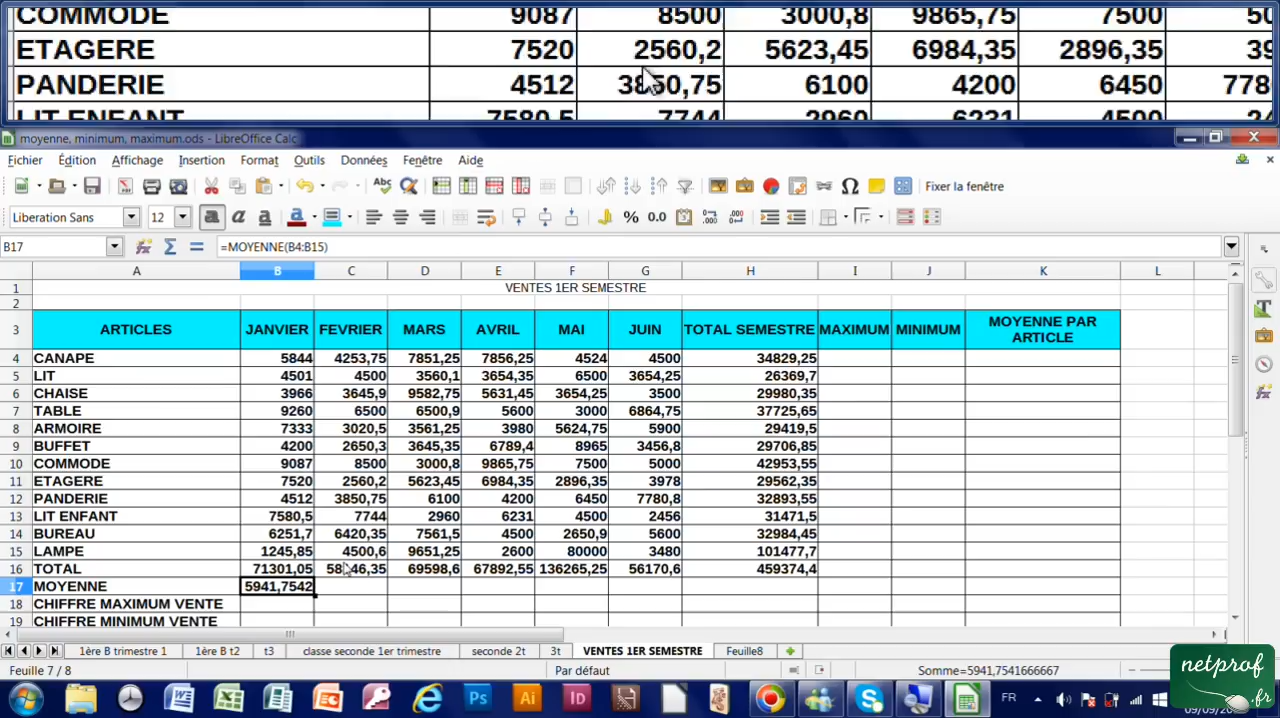 COMMODE 9087 8500 3000,8 9865,75 7500
ETAGERE 7520 2560,2 5623,45 6984,35 2896,35
PANDERIE 4512 3850,75 6100 4200 6450
LIT ENFANT 7580,5 7744 2960 6231 4500
moyenne, minimum, maximum.ods - LibreOffice Calc
Fichier Édition Affichage Insertion Format Outils Données Fenêtre Aide
Fixer la fenêtre
Liberation Sans 12
B17 =MOYENNE(B4:B15)
A B C D E F G H I J K L
1 VENTES 1ER SEMESTRE
2
3 ARTICLES JANVIER FEVRIER MARS AVRIL MAI JUIN TOTAL SEMESTRE MAXIMUM MINIMUM MOYENNE PAR ARTICLE
4 CANAPE 5844 4253,75 7851,25 7856,25 4524 4500 34829,25
5 LIT 4501 4500 3560,1 3654,35 6500 3654,25 26369,7
6 CHAISE 3966 3645,9 9582,75 5631,45 3654,25 3500 29980,35
7 TABLE 9260 6500 6500,9 5600 3000 6864,75 37725,65
8 ARMOIRE 7333 3020,5 3561,25 3980 5624,75 5900 29419,5
9 BUFFET 4200 2650,3 3645,35 6789,4 8965 3456,8 29706,85
10 COMMODE 9087 8500 3000,8 9865,75 7500 5000 42953,55
11 ETAGERE 7520 2560,2 5623,45 6984,35 2896,35 3978 29562,35
12 PANDERIE 4512 3850,75 6100 4200 6450 7780,8 32893,55
13 LIT ENFANT 7580,5 7744 2960 6231 4500 2456 31471,5
14 BUREAU 6251,7 6420,35 7561,5 4500 2650,9 5600 32984,45
15 LAMPE 1245,85 4500,6 9651,25 2600 80000 3480 101477,7
16 TOTAL 71301,05 69598,6 67892,55 136265,25 56170,6 459374,4
17 MOYENNE 5941,7542
18 CHIFFRE MAXIMUM VENTE
19 CHIFFRE MINIMUM VENTE
1ère B trimestre 1 1ère B t2 t3 classe seconde 1er trimestre seconde 2t 3t VENTES 1ER SEMESTRE Feuille8
Feuille 7 / 8 Par défaut Somme=5941,7541666667
FR
netprof.fr